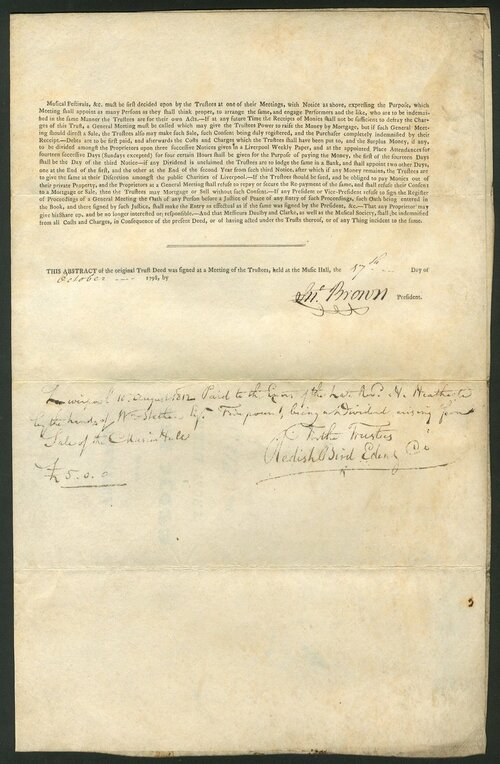 Musical Festivals, &c. must be first decided upon by the Trustees at one of their Meetings, with Notice as above, expressing the Purpose, which
Meeting shall appoint as many Persons as they shall think proper, to arrange, and engage Performers and the like, who are to be indemni-
fied in the same Manner the Trustees are for their own Acts.—If at any future Time the Receipts of Monies shall not be sufficient to defray the Char-
ges of this Trust, a General Meeting must be called which may give the Trustees Power to raise the Money by Mortgage, but if such General Meet-
ing should direct a Sale, the Trustees also may make such Sale, such Consent being duly registered, and the Purchaser completely indemnified by their
Receipt.—Debts are to be first paid, and afterwards the Costs and Charges which the Trustees shall have been put to, and the Surplus Money, if any,
to be divided amongst the Proprietors upon three successive Notices given in a Liverpool Weekly Paper, and at the appointed Place Attendance for
fourteen successive Days (Sundays excepted) for four certain Hours shall be given for the Purpose of paying the Money, the first of the fourteen Days
shall be the Day of the third Notice—if any Dividend is unclaimed the Trustees are to lodge the same in a Bank, and shall appoint two other Days,
one at the End of the first, and the other at the End of the second Year from such third Notice, after which if any Money remains, the Trustees are
to give the same at their Discretion amongst the public Charities of Liverpool.—If the Trustees should be sued, and be obliged to pay Monies out of
their private Property, and the Proprietors at a General Meeting shall refuse to repay or secure the Re-payment of the same, and shall refuse their Consent
to a Mortgage or Sale, then the Trustees may Mortgage or Sell without such Consent.—If any President or Vice-President refuse to sign the Register
of Proceedings of a General Meeting the Oath of any Person before a Justice of Peace of any Entry of such Proceedings, such Oath being entered in
the Book, and there signed by such Justice, shall make the Entry as effectual as if the same was signed by the President, &c.—That any Proprietor may
give his Share up, and be no longer interested or responsible.—And that Messieurs Daulby and Clarke, as well as the Musical Society, shall be indemnified
from all Costs and Charges, in Consequence of the present Deed, or of having acted under the Trusts thereof, or of any Thing incident to the same.
THIS ABSTRACT of the original Trust Deed was signed at a Meeting of the Trustees, held at the Music Hall, the 17th Day of
October 1798, by
Jno. Brown President.
Liverpool 10 August 1812 Paid to the Exors of the late H. Heathcote
by the hands of Wm Esqr Five pounds, being a Dividend arising from
Sale of the Music Hall
For the Trustees
£5.0.0
Bird Eden & Co